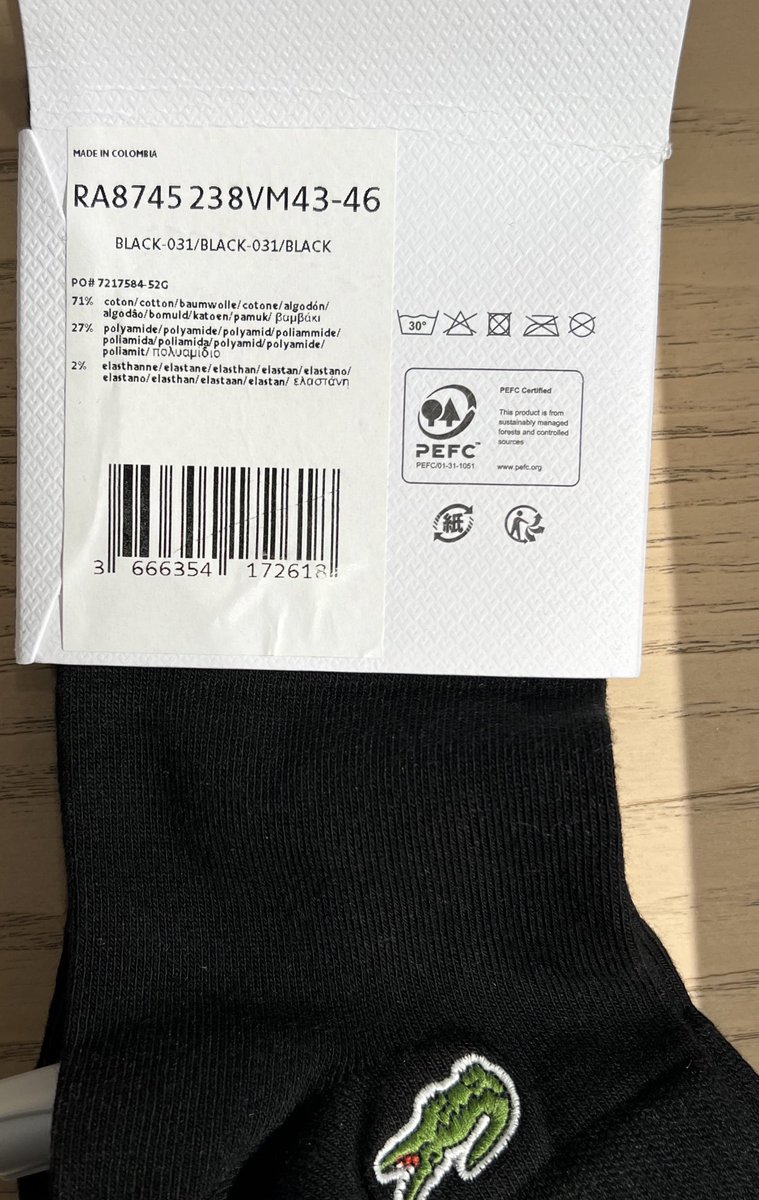 MADE IN COLOMBIA
RA8745 238VM43-46
BLACK-031/BLACK-031/BLACK
PO# 7217584-52G
71% coton/cotton/baumwolle/cotone/algodón/
algodâo/bomuld/katoen/pamuk/ βαμβάκι
27% polyamide/polyamide/polyamid/poliammide/
poliamida/poliamida/polyamid/polyamide/
poliamit/ πολυαμίδιο
2% elasthanne/elastane/elasthan/elastan/elastano/
elastano/elasthan/elastaan/elastan/ ελαστάνη
3 666354 172618
30°
PEFC Certified
This product is from
sustainably managed
forests and controlled
sources
www.pefc.org
PEFC™
PEFC/01-31-1051
紙